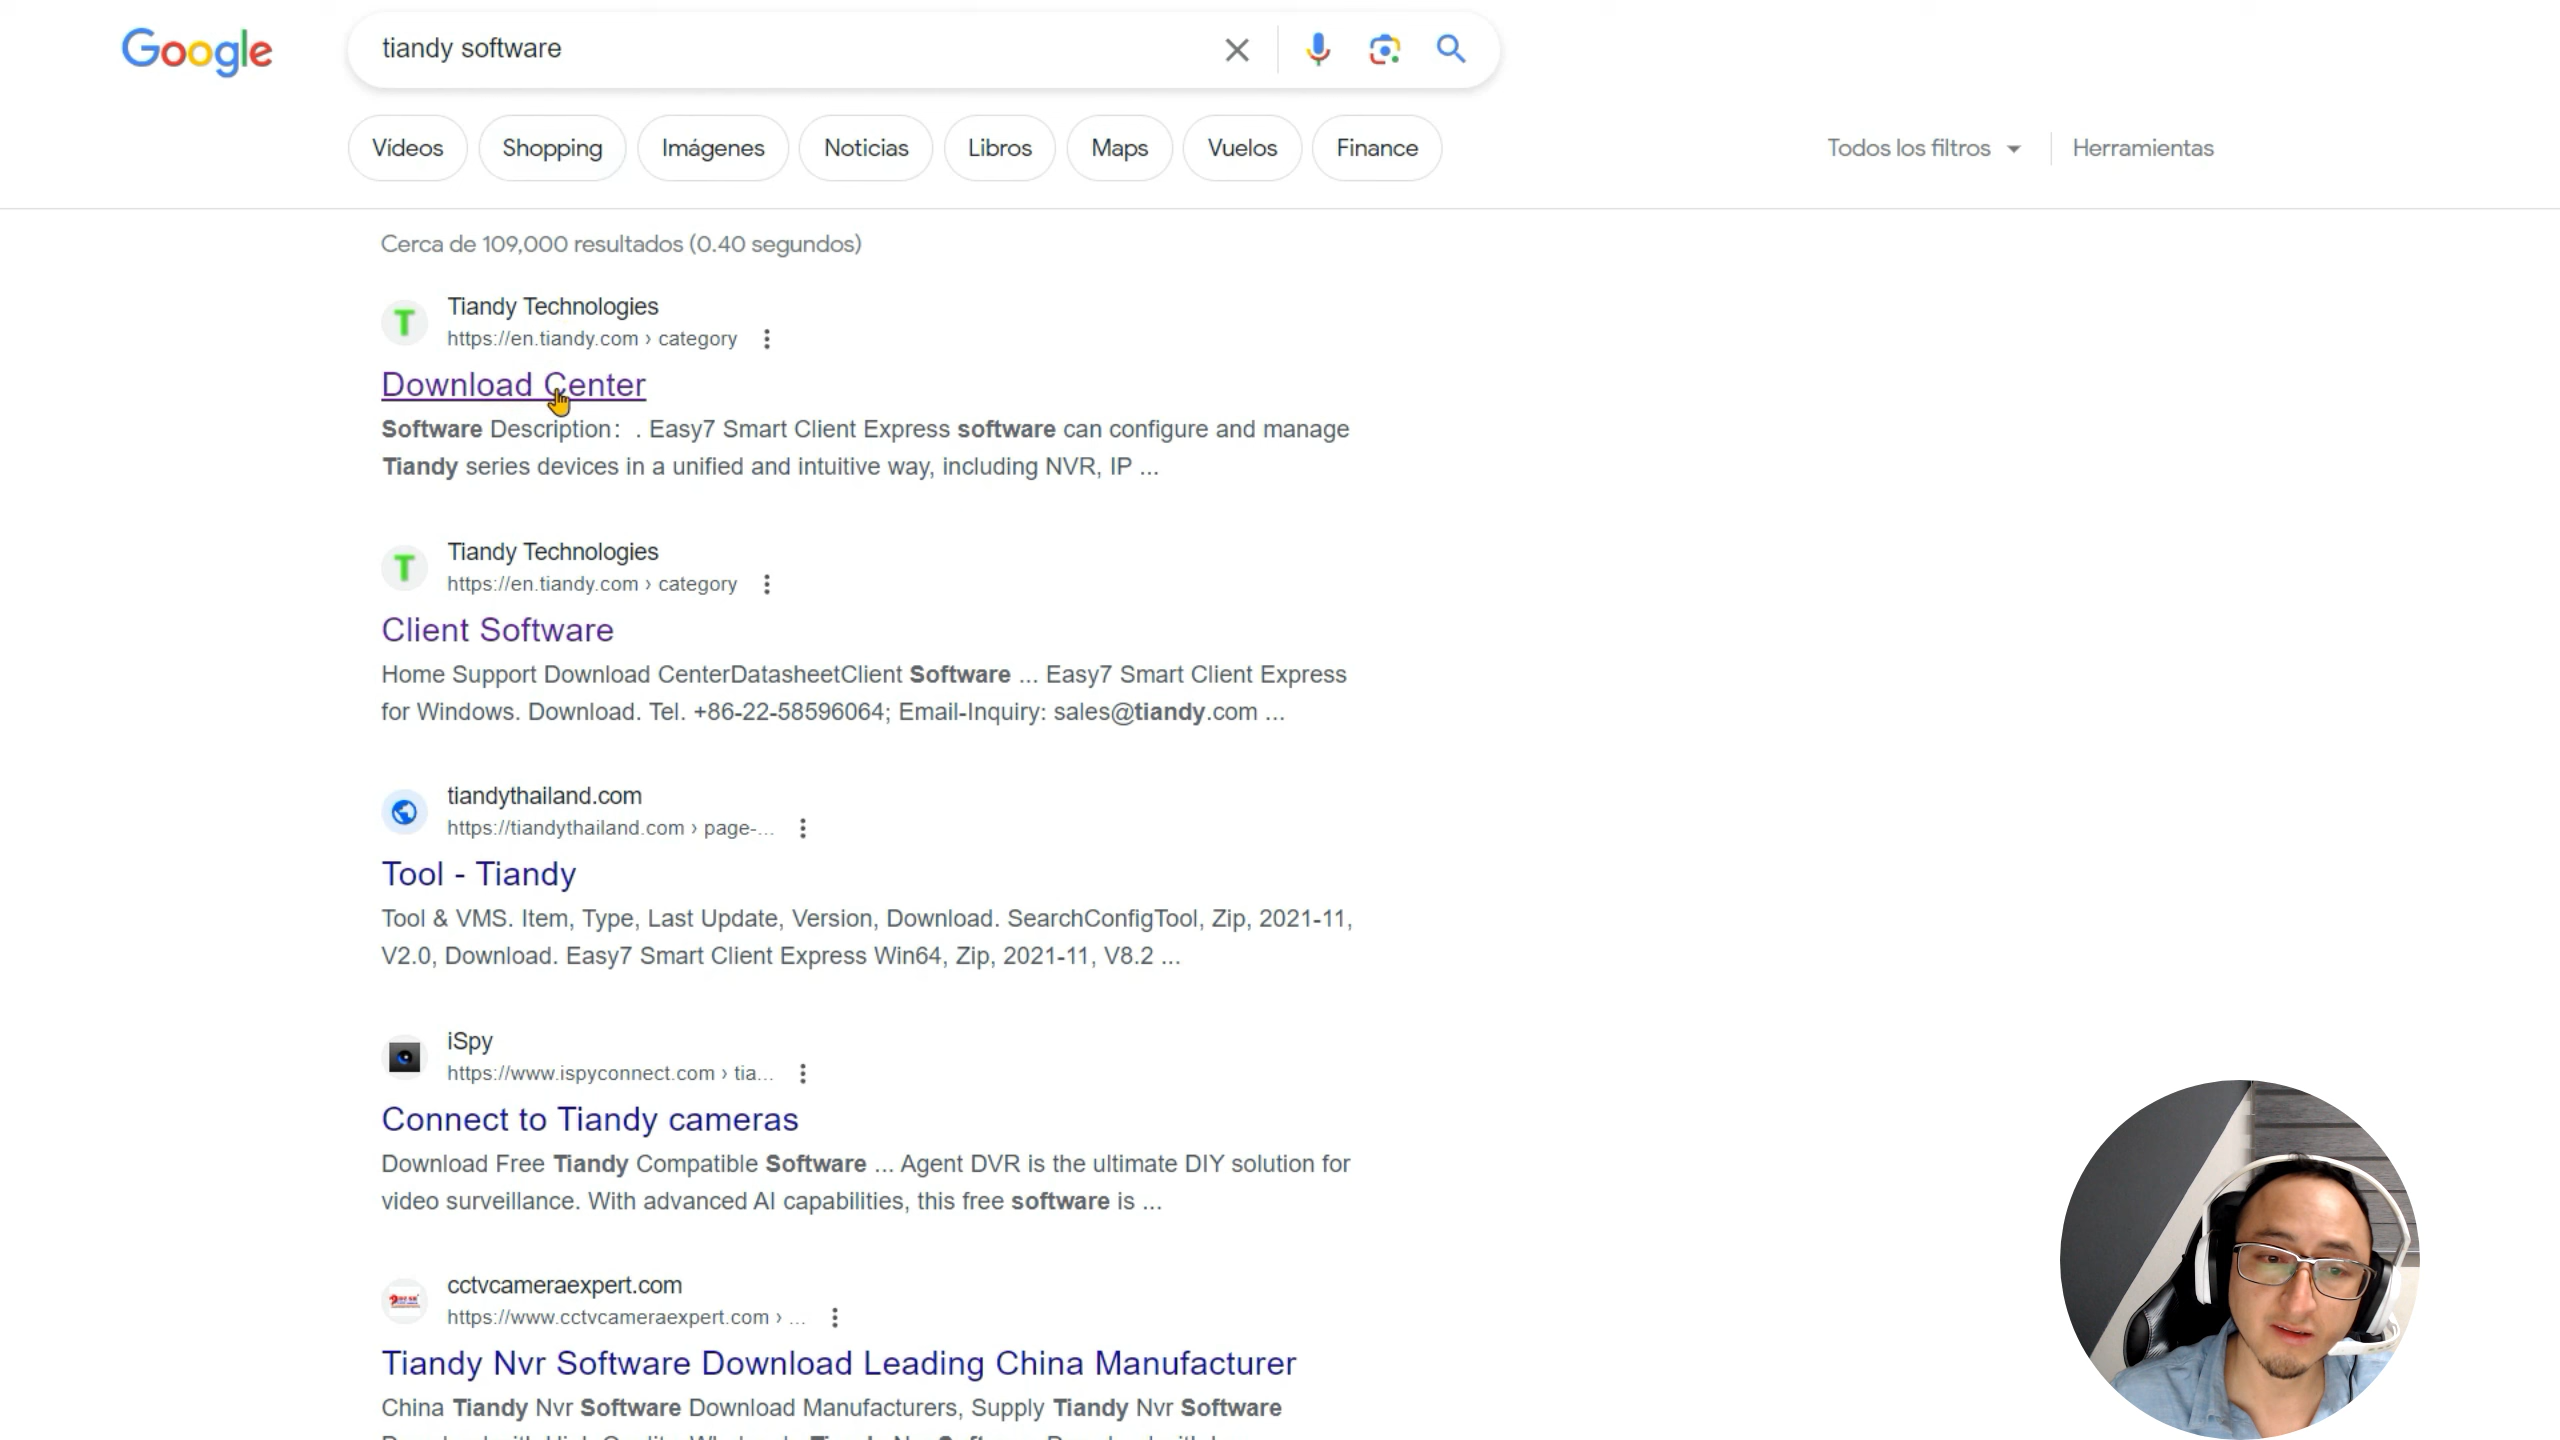 Google
tiandy software
Vídeos
Shopping
Imágenes
Noticias
Libros
Maps
Vuelos
Finance
Todos los filtros
Herramientas
Cerca de 109,000 resultados (0.40 segundos)
T
Tiandy Technologies
https://en.tiandy.com › category
Download Center
Software Description： . Easy7 Smart Client Express software can configure and manage
Tiandy series devices in a unified and intuitive way, including NVR, IP ...
T
Tiandy Technologies
https://en.tiandy.com › category
Client Software
Home Support Download CenterDatasheetClient Software ... Easy7 Smart Client Express
for Windows. Download. Tel. +86-22-58596064; Email-Inquiry: sales@tiandy.com ...
tiandythailand.com
https://tiandythailand.com › page-...
Tool - Tiandy
Tool & VMS. Item, Type, Last Update, Version, Download. SearchConfigTool, Zip, 2021-11,
V2.0, Download. Easy7 Smart Client Express Win64, Zip, 2021-11, V8.2 ...
iSpy
https://www.ispyconnect.com › tia...
Connect to Tiandy cameras
Download Free Tiandy Compatible Software ... Agent DVR is the ultimate DIY solution for
video surveillance. With advanced AI capabilities, this free software is ...
cctvcameraexpert.com
https://www.cctvcameraexpert.com › ...
Tiandy Nvr Software Download Leading China Manufacturer
China Tiandy Nvr Software Download Manufacturers, Supply Tiandy Nvr Software